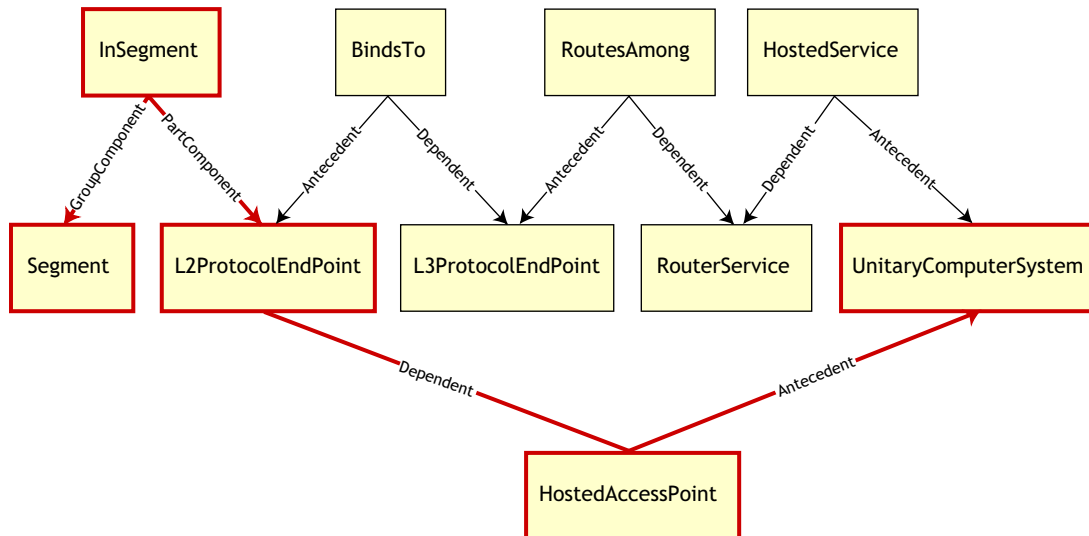 InSegment
BindsTo
RoutesAmong
HostedService
GroupComponent
PartComponent
Antecedent
Dependent
Antecedent
Dependent
Dependent
Antecedent
Segment
L2ProtocolEndPoint
L3ProtocolEndPoint
RouterService
UnitaryComputerSystem
Dependent
Antecedent
HostedAccessPoint